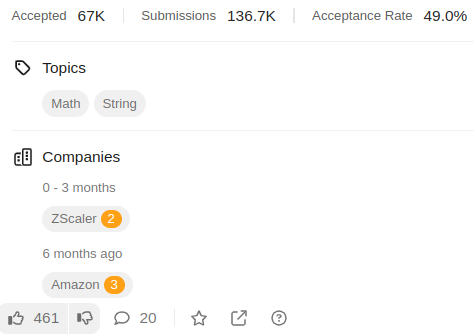 Accepted 67K Submissions 136.7K Acceptance Rate 49.0%
Topics
Math String
Companies
0 - 3 months
ZScaler 2
6 months ago
Amazon 3
461 20